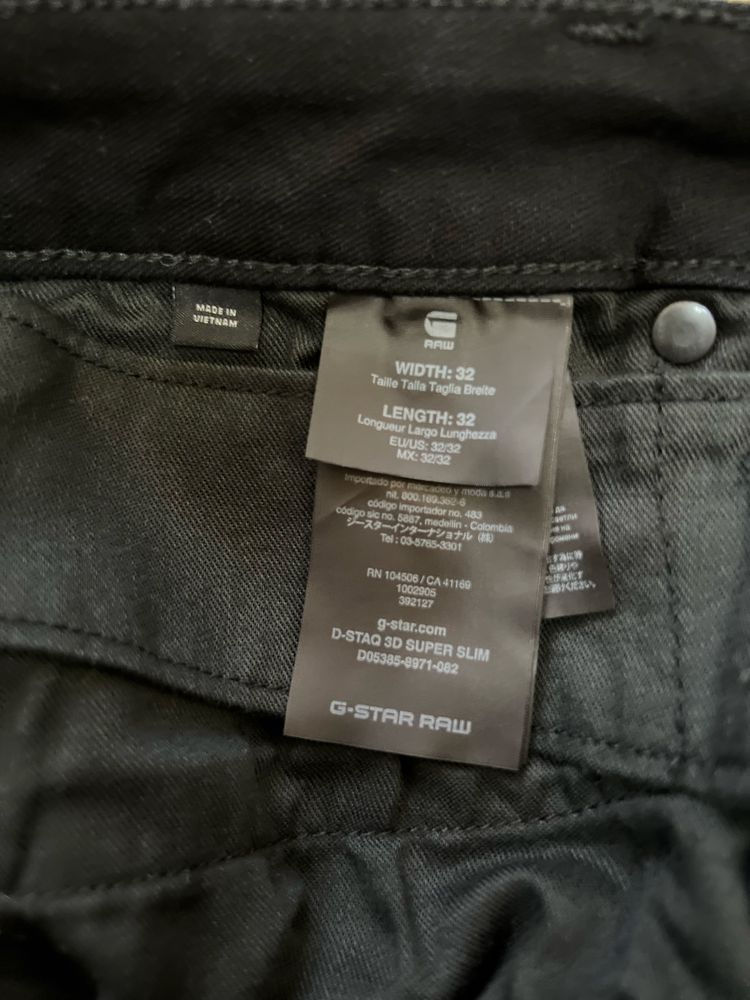 MADE IN
VIETNAM
RAW
WIDTH: 32
Taille Talla Taglia Breite
LENGTH: 32
Longueur Largo Lunghezza
EU/US: 32/32
MX: 32/32
Importado por mercadeo y moda s.a.s
nit. 800.169.352-6
código importador no. 483
código sic no. 5887, medellin - Colombia
ジースターインターナショナル (株)
Tel : 03-5765-3301
RN 104506 / CA 41169
1002905
392127
g-star.com
D-STAQ 3D SUPER SLIM
D05385-8971-082
G-STAR RAW